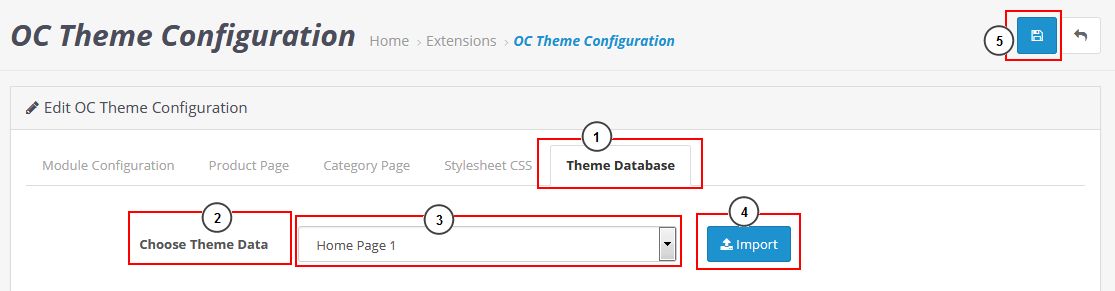 OC Theme Configuration Home › Extensions › OC Theme Configuration 5
Edit OC Theme Configuration
1
Module Configuration Product Page Category Page Stylesheet CSS Theme Database
2 3 4
Choose Theme Data Home Page 1 Import